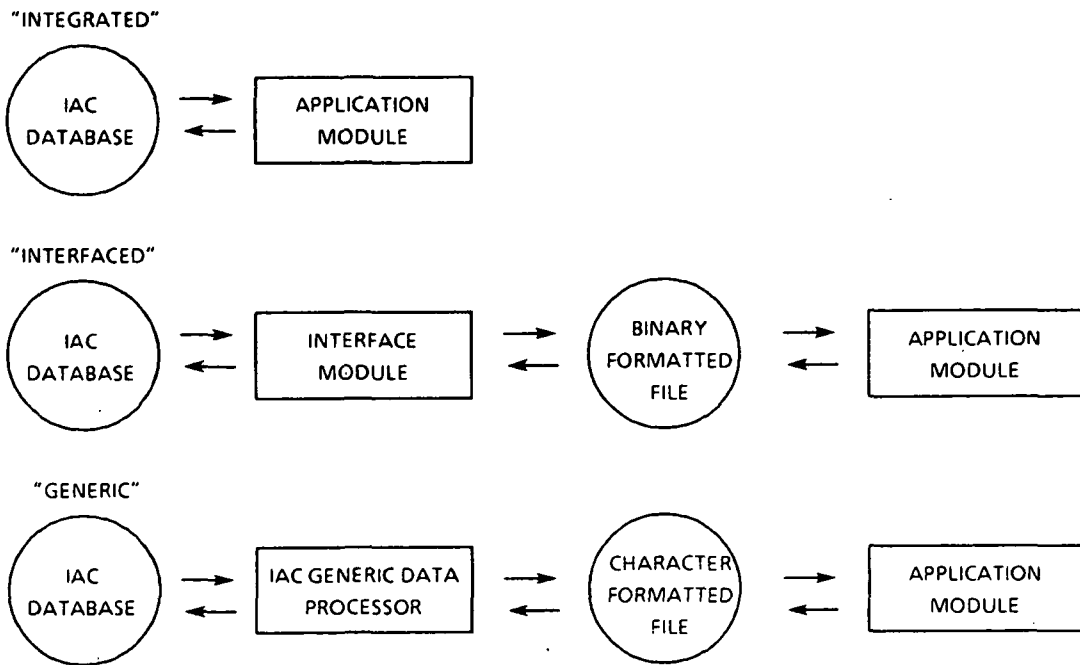 "INTEGRATED"
IAC
DATABASE
APPLICATION
MODULE
"INTERFACED"
IAC
DATABASE
INTERFACE
MODULE
BINARY
FORMATTED
FILE
APPLICATION
MODULE
"GENERIC"
IAC
DATABASE
IAC GENERIC DATA
PROCESSOR
CHARACTER
FORMATTED
FILE
APPLICATION
MODULE